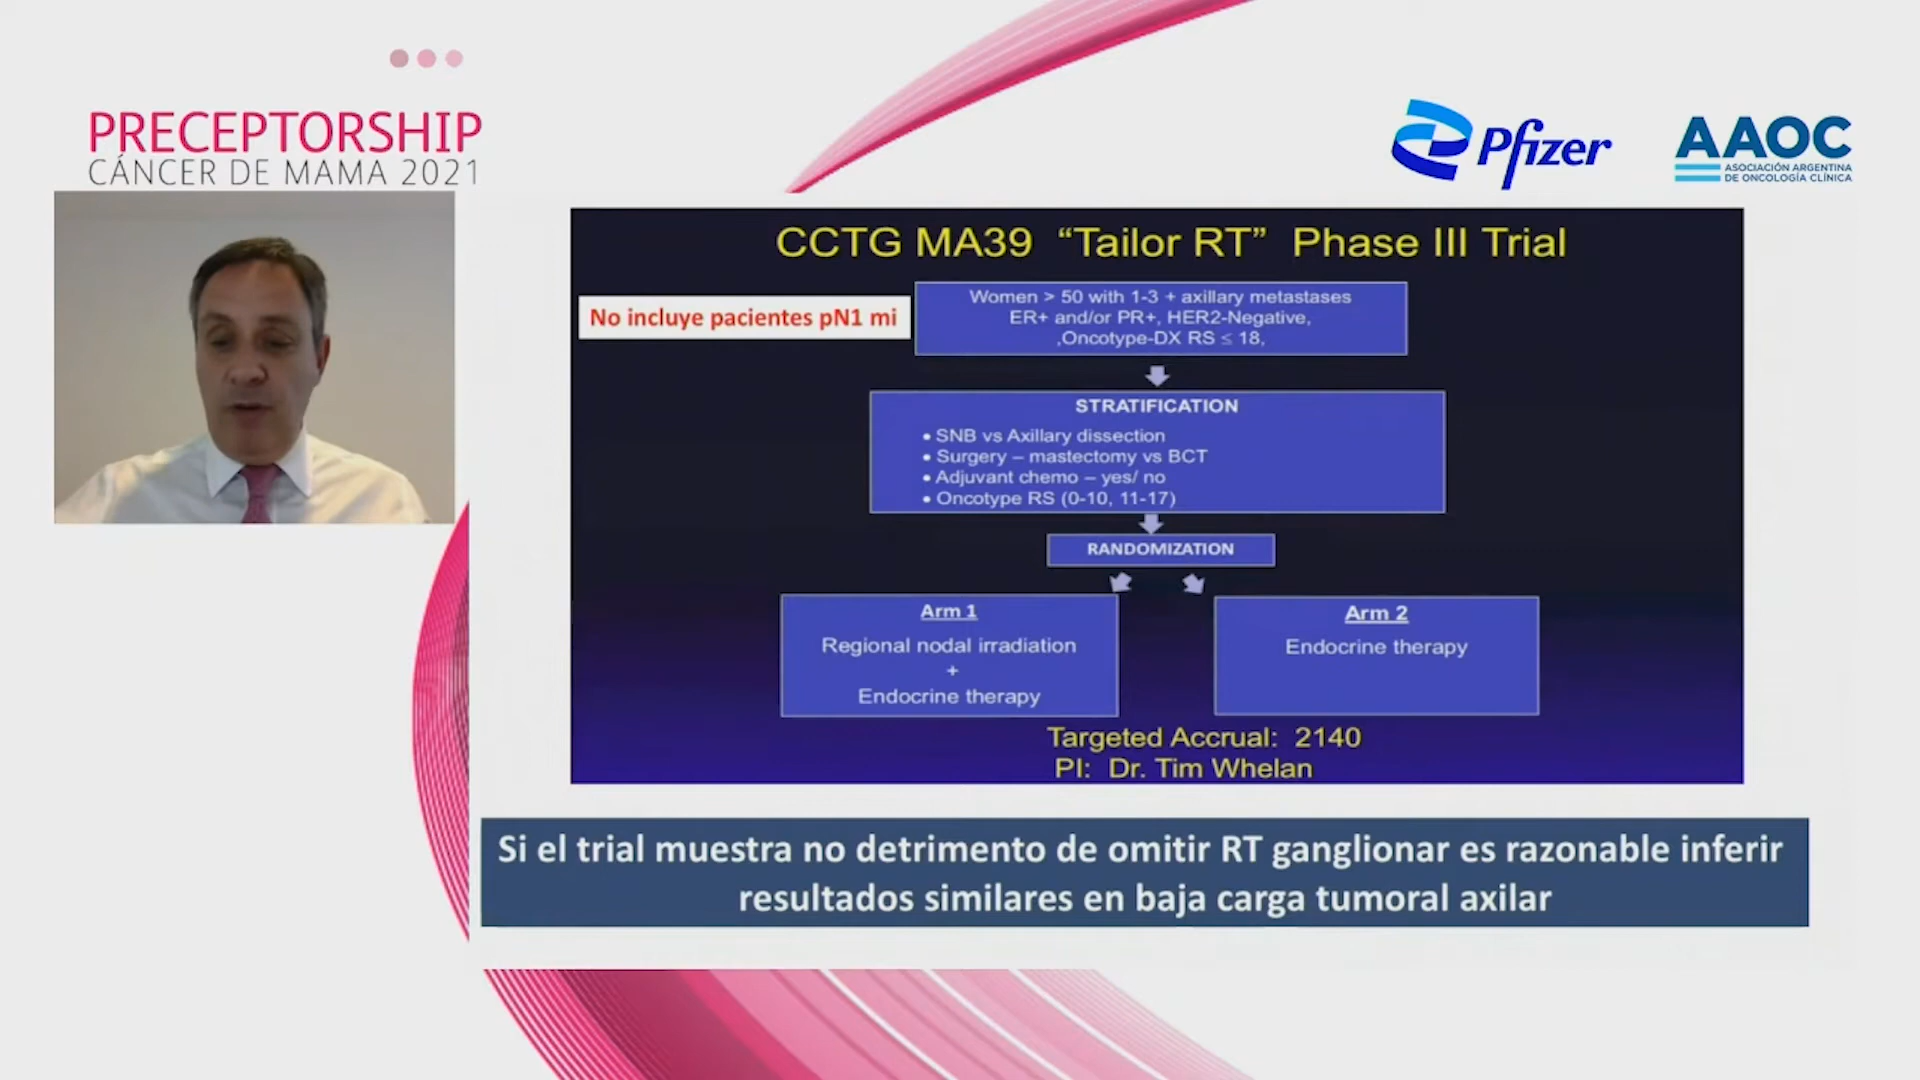 PRECEPTORSHIP
CÁNCER DE MAMA 2021
Pfizer
AAOC
ASOCIACIÓN ARGENTINA
DE ONCOLOGÍA CLÍNICA
CCTG MA39 “Tailor RT” Phase III Trial
No incluye pacientes pN1 mi
Women > 50 with 1-3 + axillary metastases
ER+ and/or PR+, HER2-Negative,
,Oncotype-DX RS ≤ 18,
STRATIFICATION
• SNB vs Axillary dissection
• Surgery – mastectomy vs BCT
• Adjuvant chemo – yes/ no
• Oncotype RS (0-10, 11-17)
RANDOMIZATION
Arm 1
Regional nodal irradiation
+
Endocrine therapy
Arm 2
Endocrine therapy
Targeted Accrual: 2140
PI: Dr. Tim Whelan
Si el trial muestra no detrimento de omitir RT ganglionar es razonable inferir
resultados similares en baja carga tumoral axilar